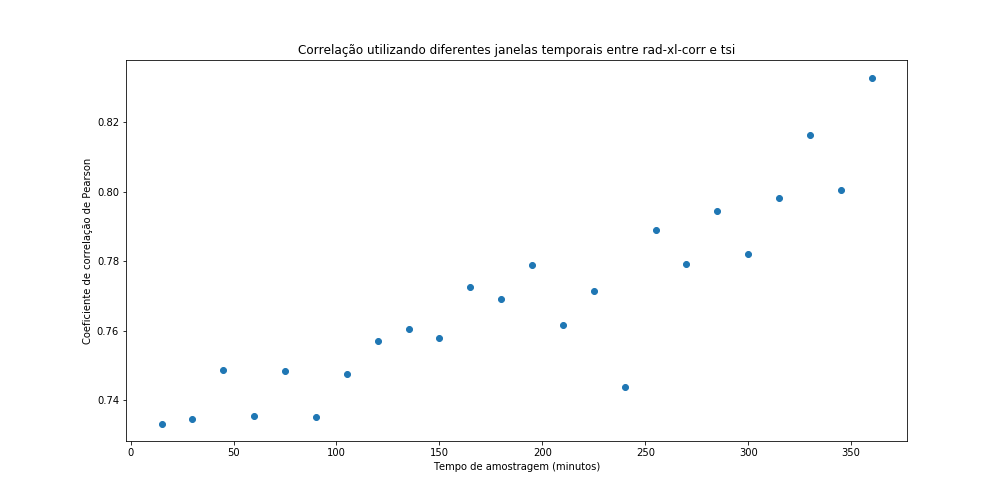 Correlação utilizando diferentes janelas temporais entre rad-xl-corr e tsi
Coeficiente de correlação de Pearson
0.82
0.80
0.78
0.76
0.74
0 50 100 150 200 250 300 350
Tempo de amostragem (minutos)